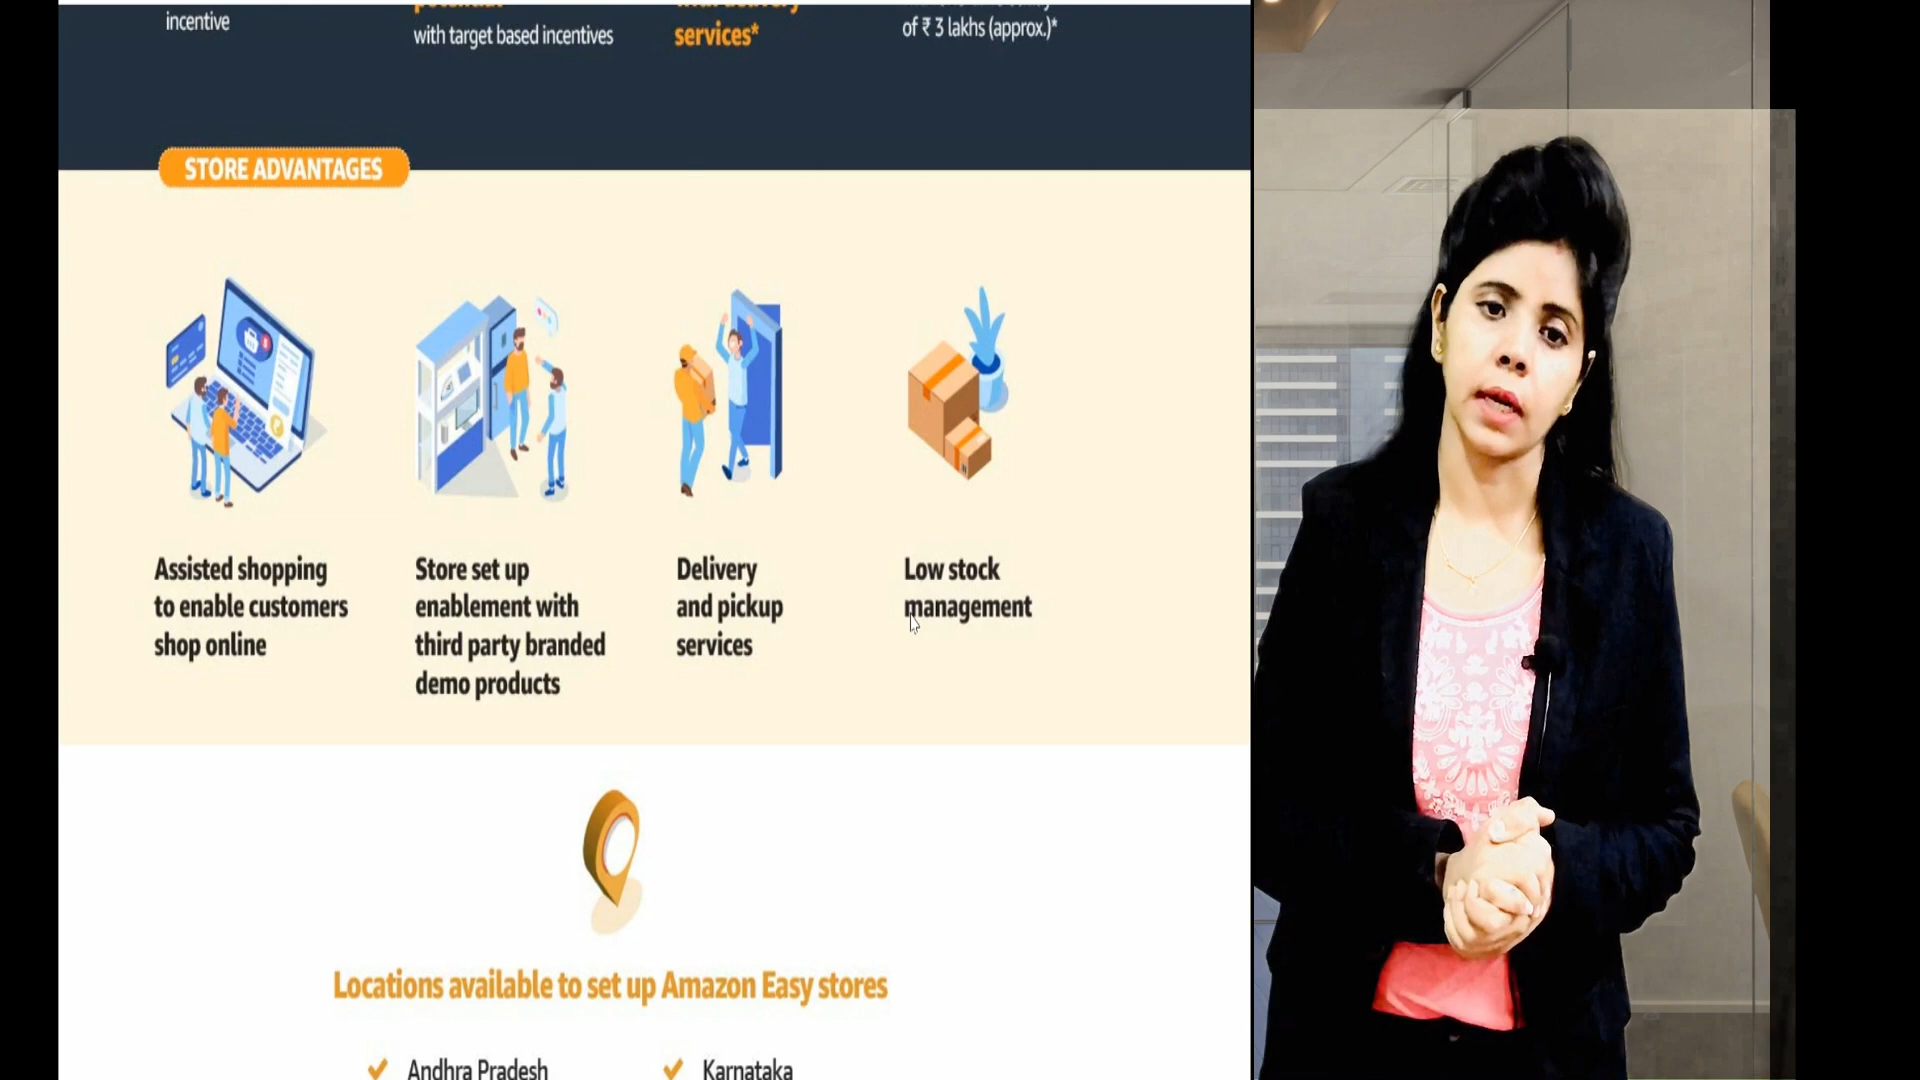 incentive
with target based incentives
services*
of ₹ 3 lakhs (approx.)*
STORE ADVANTAGES
Assisted shopping
to enable customers
shop online
Store set up
enablement with
third party branded
demo products
Delivery
and pickup
services
Low stock
management
Locations available to set up Amazon Easy stores
Andhra Pradesh
Karnataka